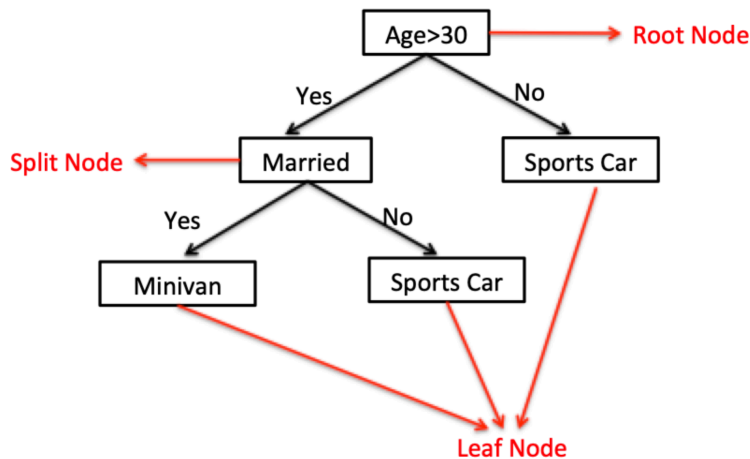 Age>30
Root Node
Yes
No
Split Node
Married
Sports Car
Yes
No
Minivan
Sports Car
Leaf Node